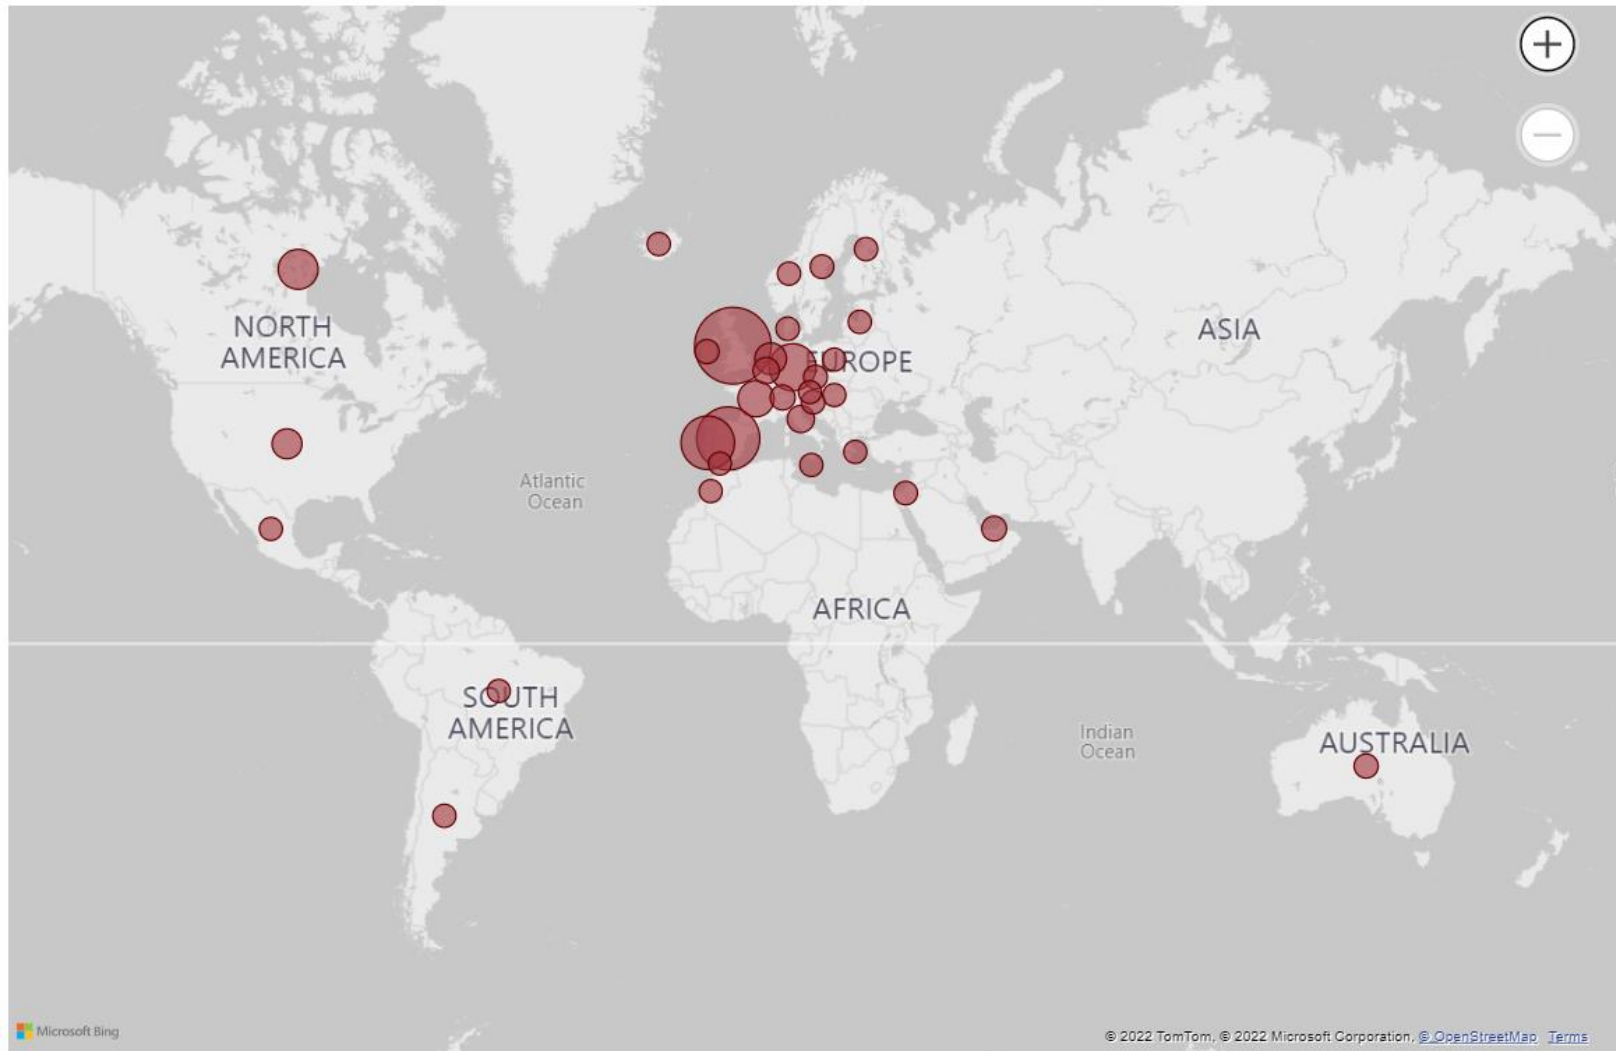 NORTH
AMERICA
ASIA
EUROPE
Atlantic
Ocean
AFRICA
SOUTH
AMERICA
Indian
Ocean
AUSTRALIA
Microsoft Bing
© 2022 TomTom, © 2022 Microsoft Corporation, © OpenStreetMap Terms